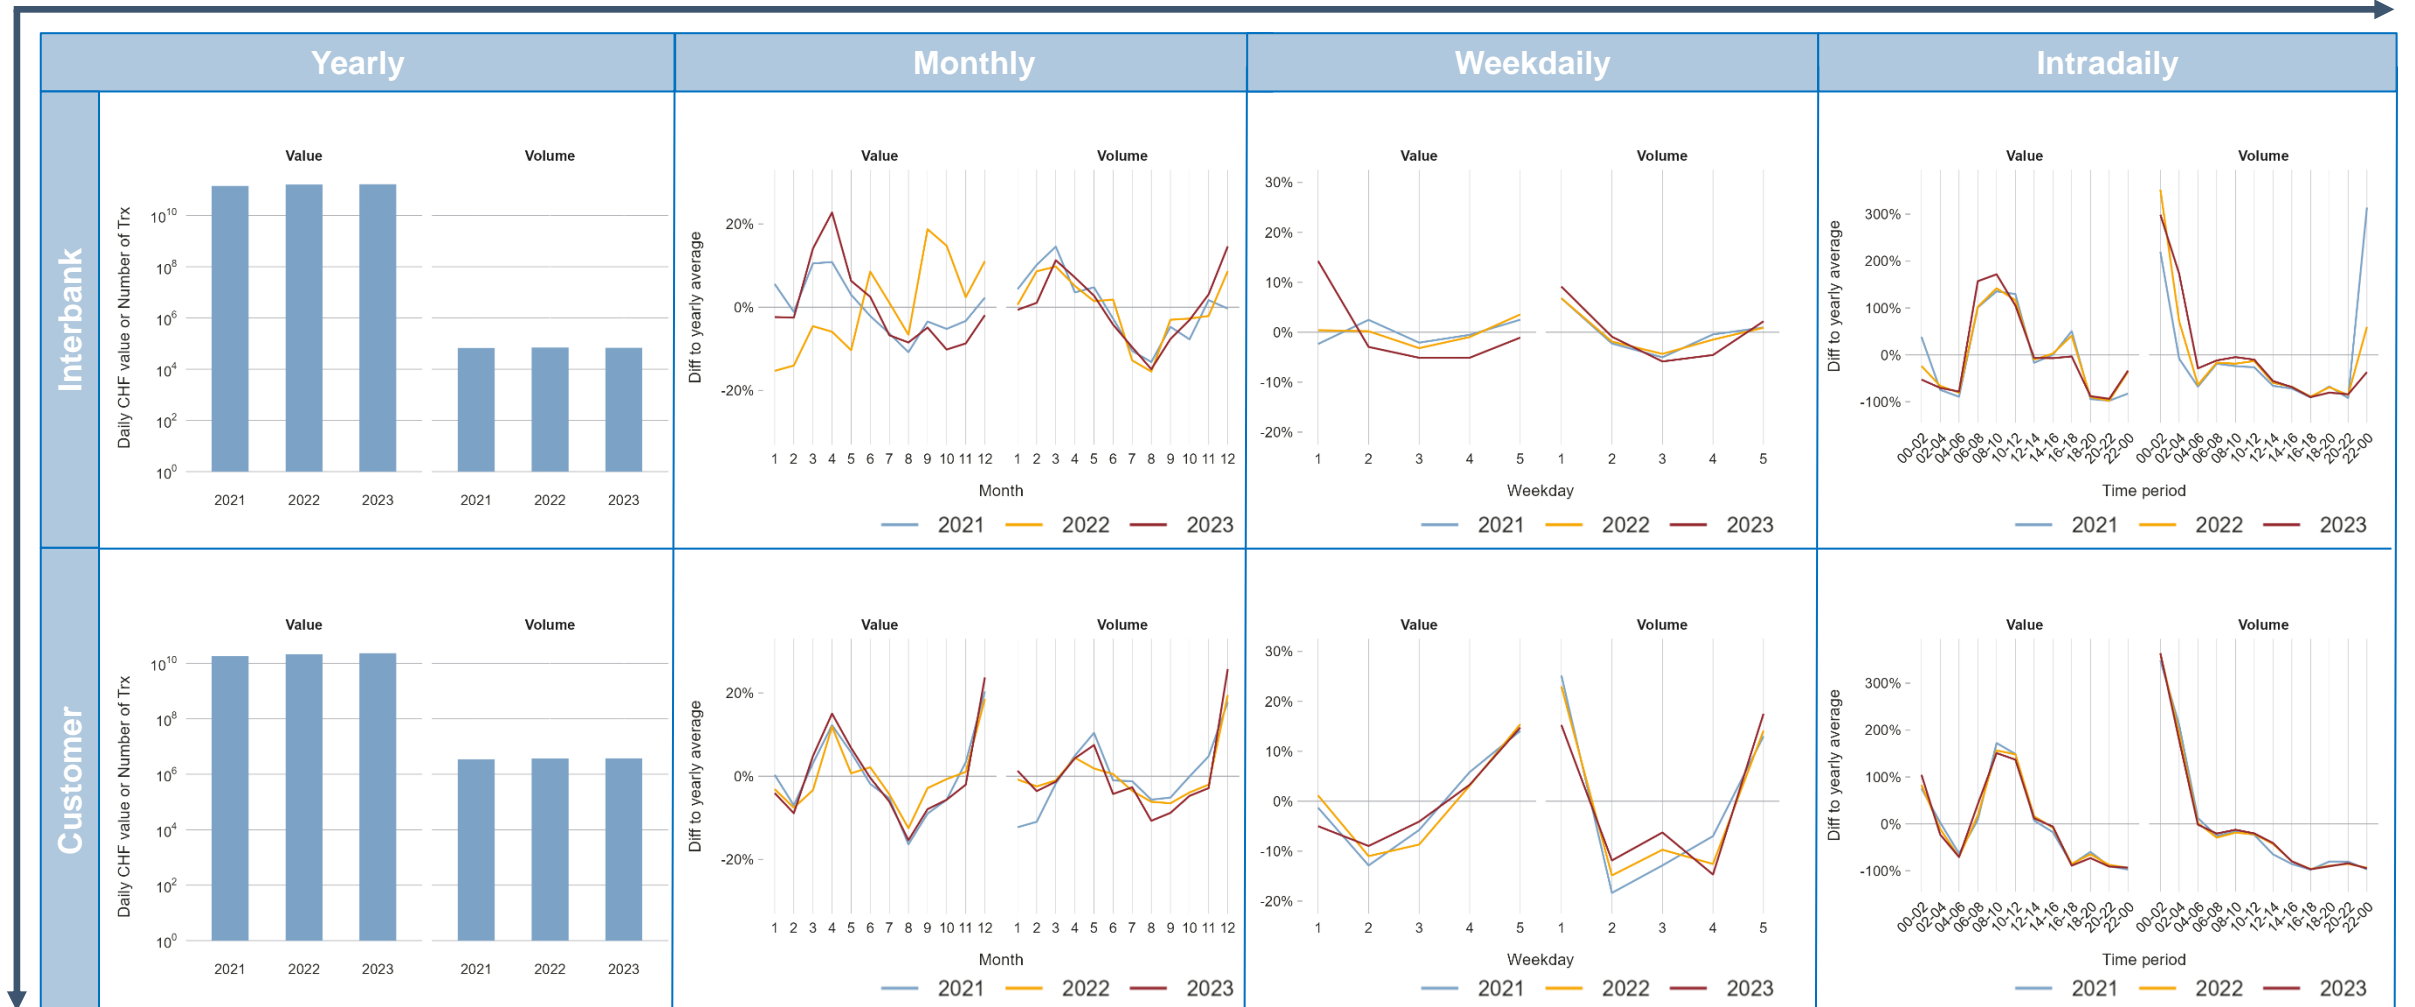 Yearly
Monthly
Weekdaily
Intradaily
Interbank
Value
Volume
Daily CHF value or Number of Trx
10^10
10^8
10^6
10^4
10^2
10^0
2021 2022 2023 2021 2022 2023
Value
Volume
Diff to yearly average
20%
0%
-20%
1 2 3 4 5 6 7 8 9 10 11 12 1 2 3 4 5 6 7 8 9 10 11 12
Month
2021 2022 2023
Value
Volume
30%
20%
10%
0%
-10%
-20%
1 2 3 4 5 1 2 3 4 5
Weekday
2021 2022 2023
Value
Volume
Diff to yearly average
300%
200%
100%
0%
-100%
00-02 02-04 04-06 06-08 08-10 10-12 12-14 14-16 16-18 18-20 20-22 22-00 00-02 02-04 04-06 06-08 08-10 10-12 12-14 14-16 16-18 18-20 20-22 22-00
Time period
2021 2022 2023
Customer
Value
Volume
Daily CHF value or Number of Trx
10^10
10^8
10^6
10^4
10^2
10^0
2021 2022 2023 2021 2022 2023
Value
Volume
Diff to yearly average
20%
0%
-20%
1 2 3 4 5 6 7 8 9 10 11 12 1 2 3 4 5 6 7 8 9 10 11 12
Month
2021 2022 2023
Value
Volume
30%
20%
10%
0%
-10%
-20%
1 2 3 4 5 1 2 3 4 5
Weekday
2021 2022 2023
Value
Volume
Diff to yearly average
300%
200%
100%
0%
-100%
00-02 02-04 04-06 06-08 08-10 10-12 12-14 14-16 16-18 18-20 20-22 22-00 00-02 02-04 04-06 06-08 08-10 10-12 12-14 14-16 16-18 18-20 20-22 22-00
Time period
2021 2022 2023